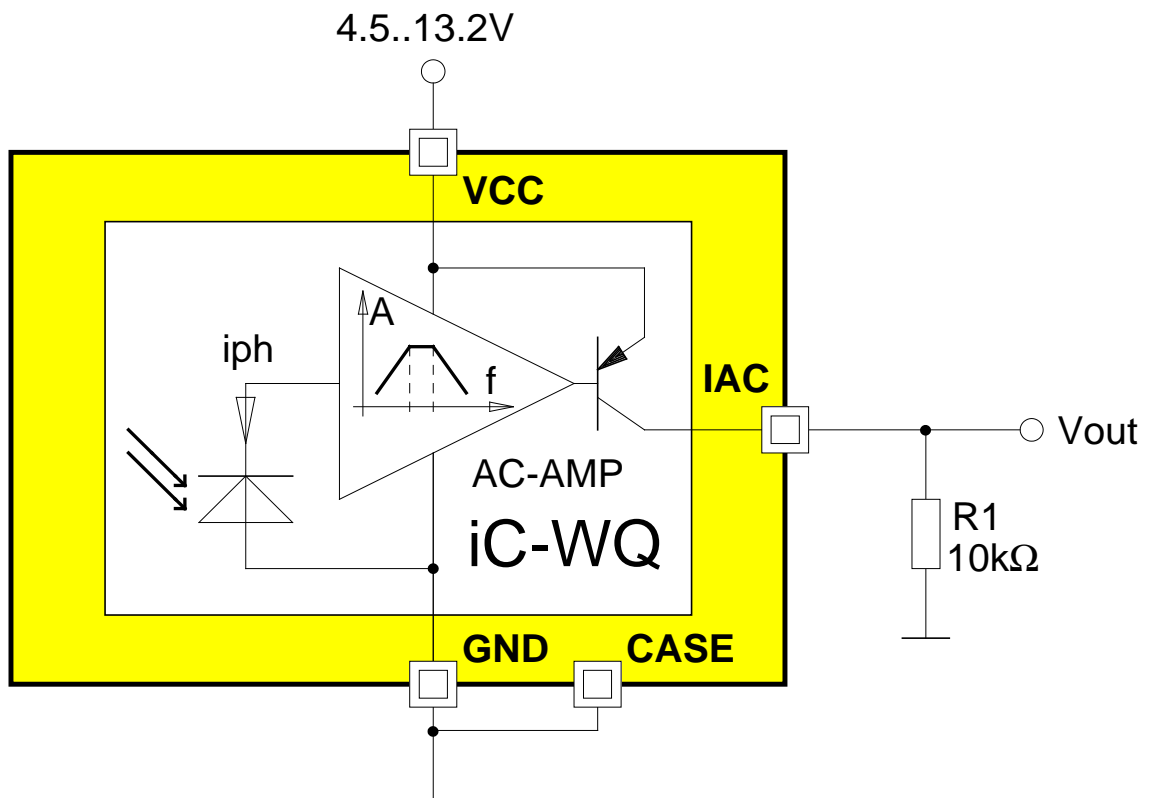 4.5..13.2V
VCC
A
iph
f
IAC
Vout
AC-AMP
iC-WQ
R1
10kΩ
GND
CASE